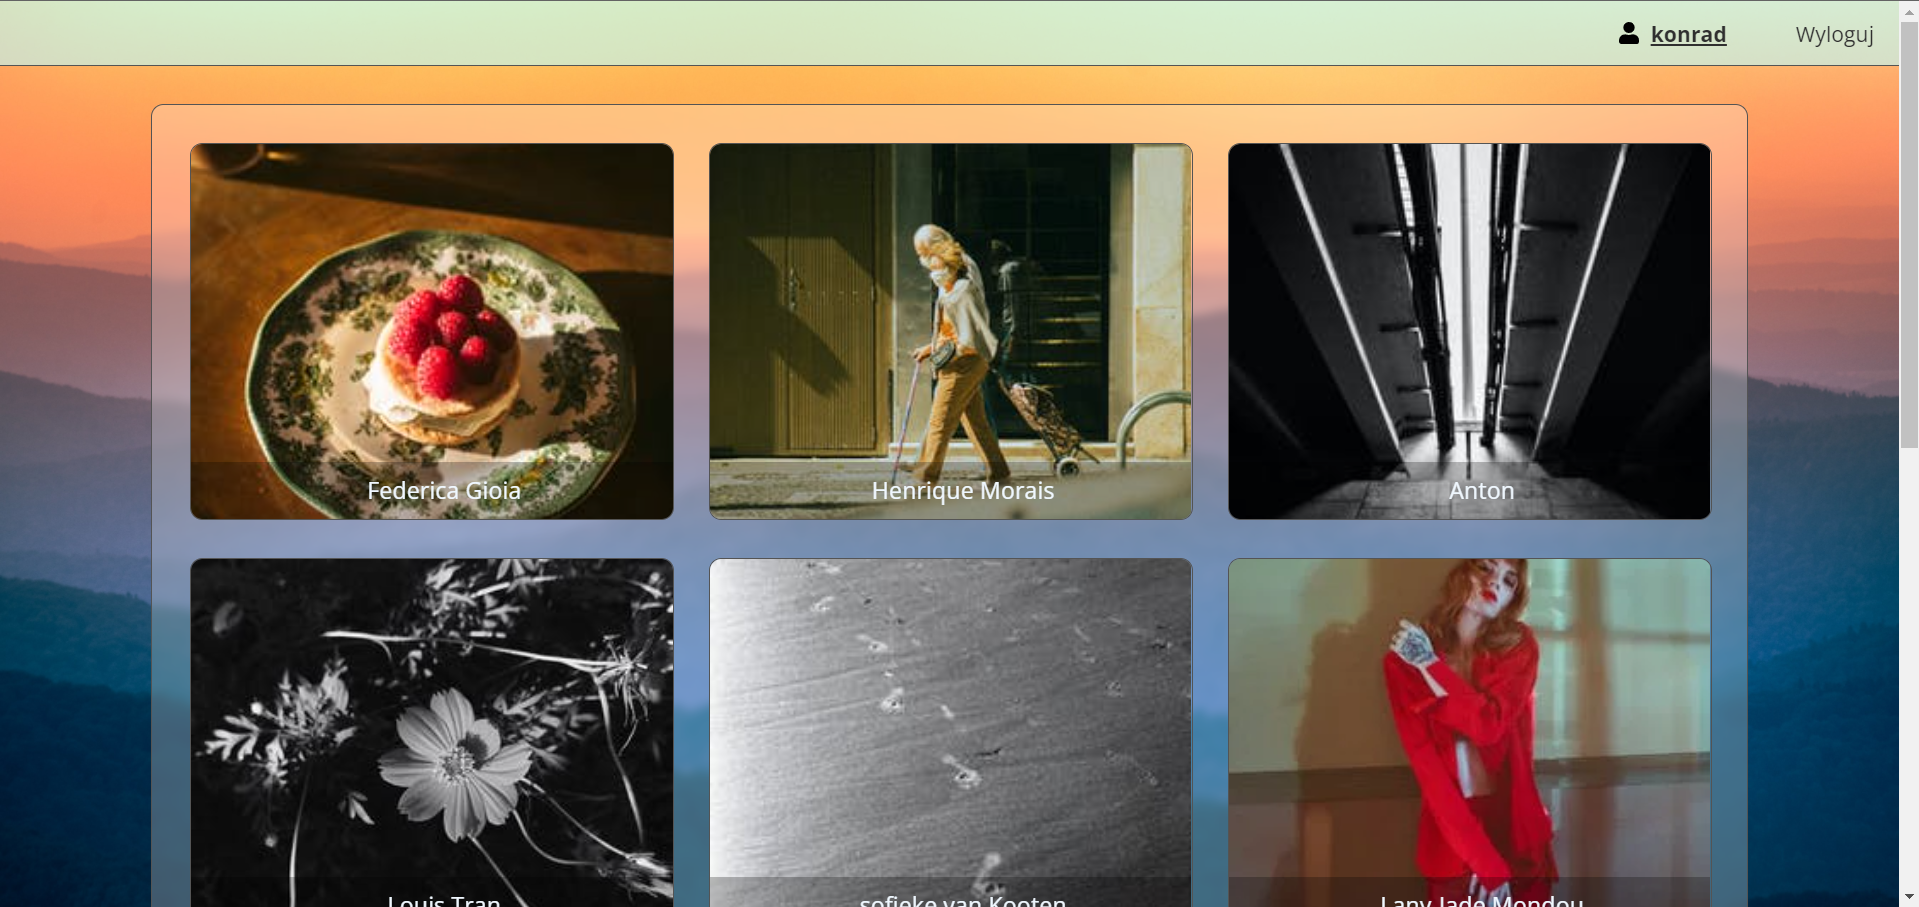 konrad
Wyloguj
Federica Gioia
Henrique Morais
Anton
Louis Tran
sofieke van Kooten
Lany-Jade Mondou